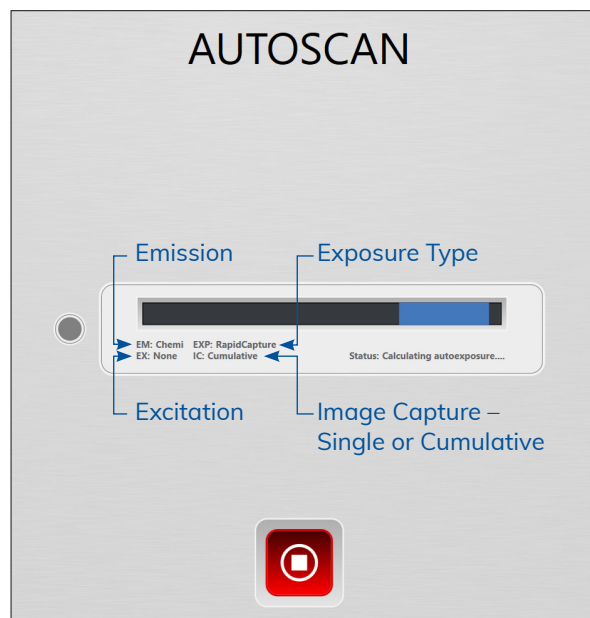 AUTOSCAN
Emission
Exposure Type
EM: Chemi EXP: RapidCapture
EX: None IC: Cumulative
Status: Calculating autoexposure....
Excitation
Image Capture –
Single or Cumulative